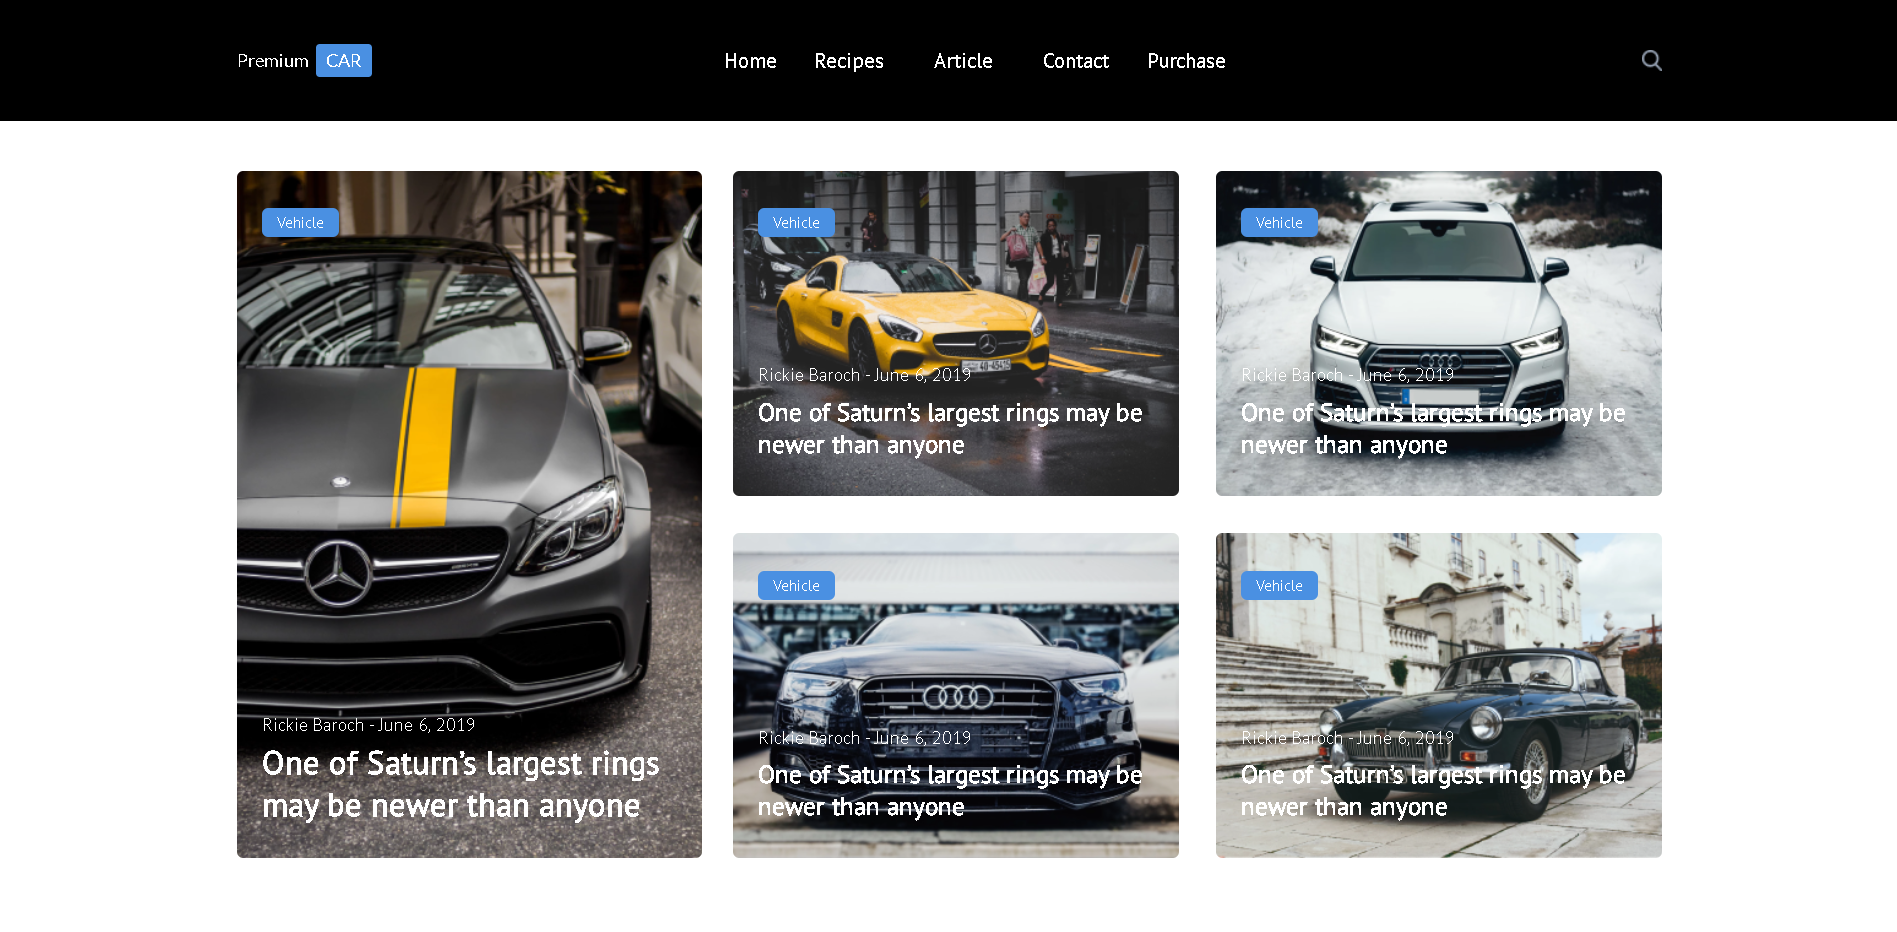 Premium CAR
Home Recipes Article Contact Purchase
Vehicle
Rickie Baroch - June 6, 2019
One of Saturn’s largest rings
may be newer than anyone
Vehicle
Rickie Baroch - June 6, 2019
One of Saturn’s largest rings may be
newer than anyone
Vehicle
Rickie Baroch - June 6, 2019
One of Saturn’s largest rings may be
newer than anyone
Vehicle
Rickie Baroch - June 6, 2019
One of Saturn’s largest rings may be
newer than anyone
Vehicle
Rickie Baroch - June 6, 2019
One of Saturn’s largest rings may be
newer than anyone